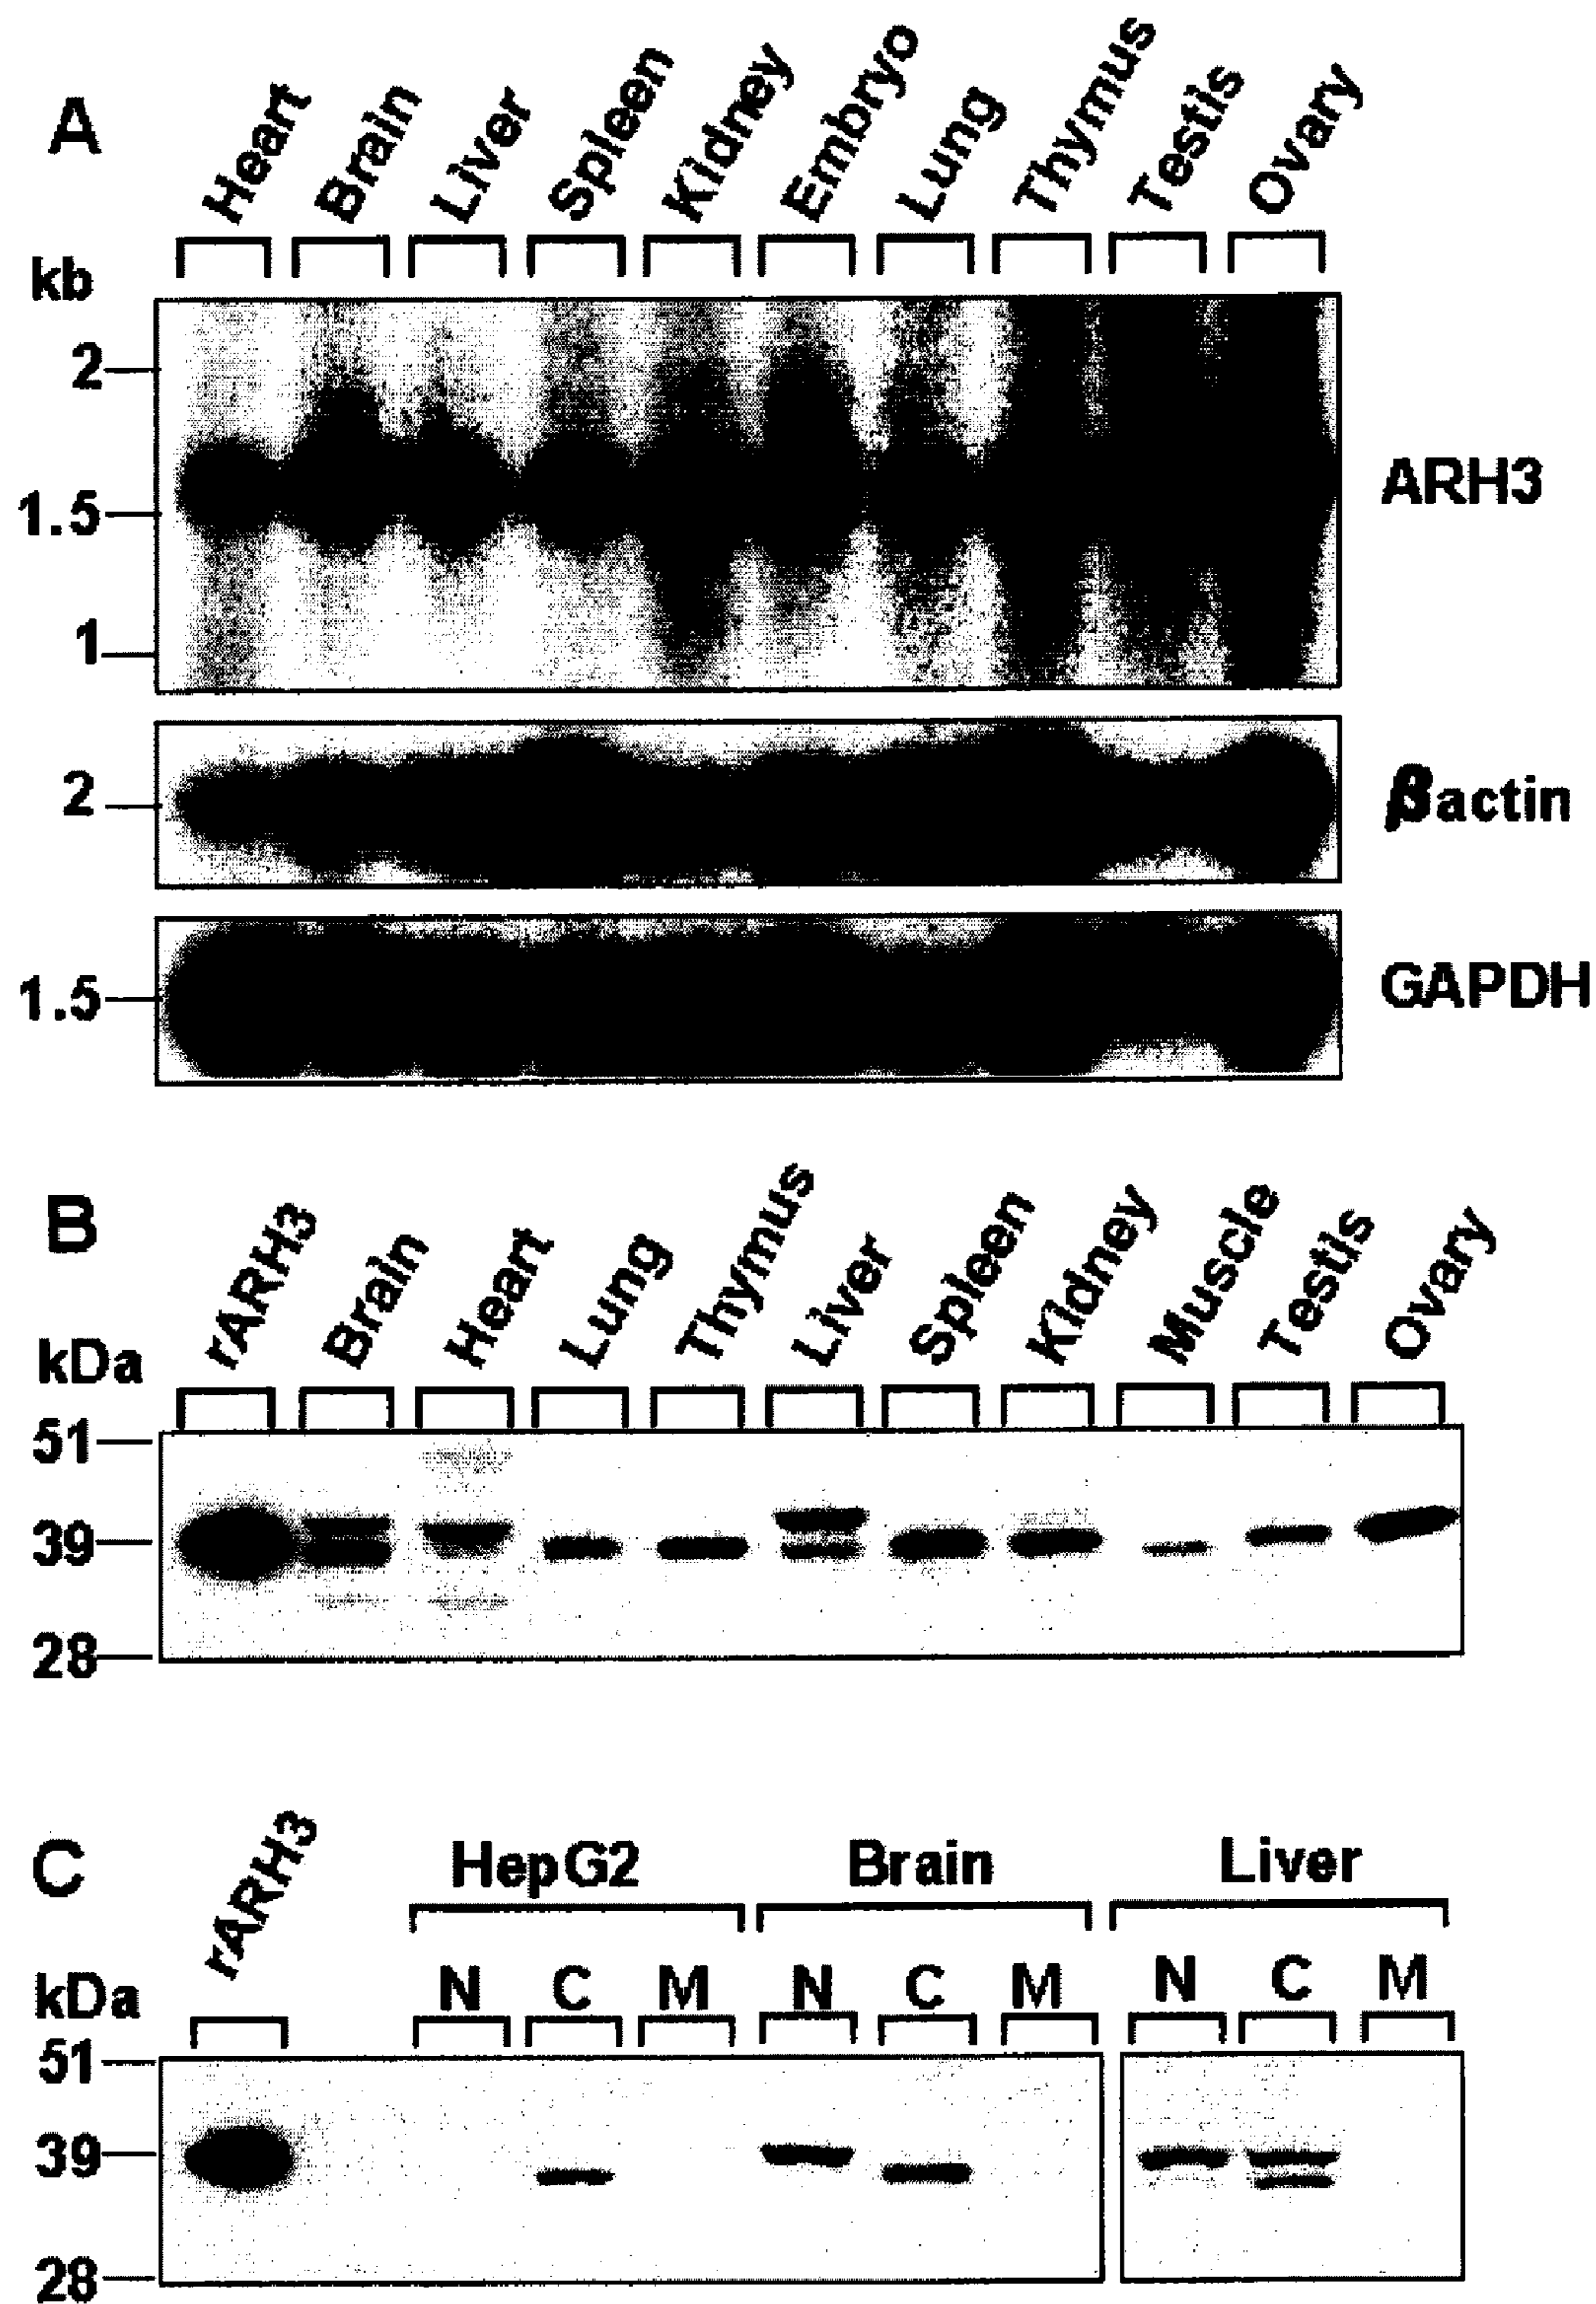 A
Heart Brain Liver Spleen Kidney Embryo Lung Thymus Testis Ovary
kb
2
1.5
1
ARH3
2
βactin
1.5
GAPDH
B
rARH3 Brain Heart Lung Thymus Liver Spleen Kidney Muscle Testis Ovary
kDa
51
39
28
C
rARH3
HepG2 Brain Liver
N C M N C M N C M
kDa
51
39
28